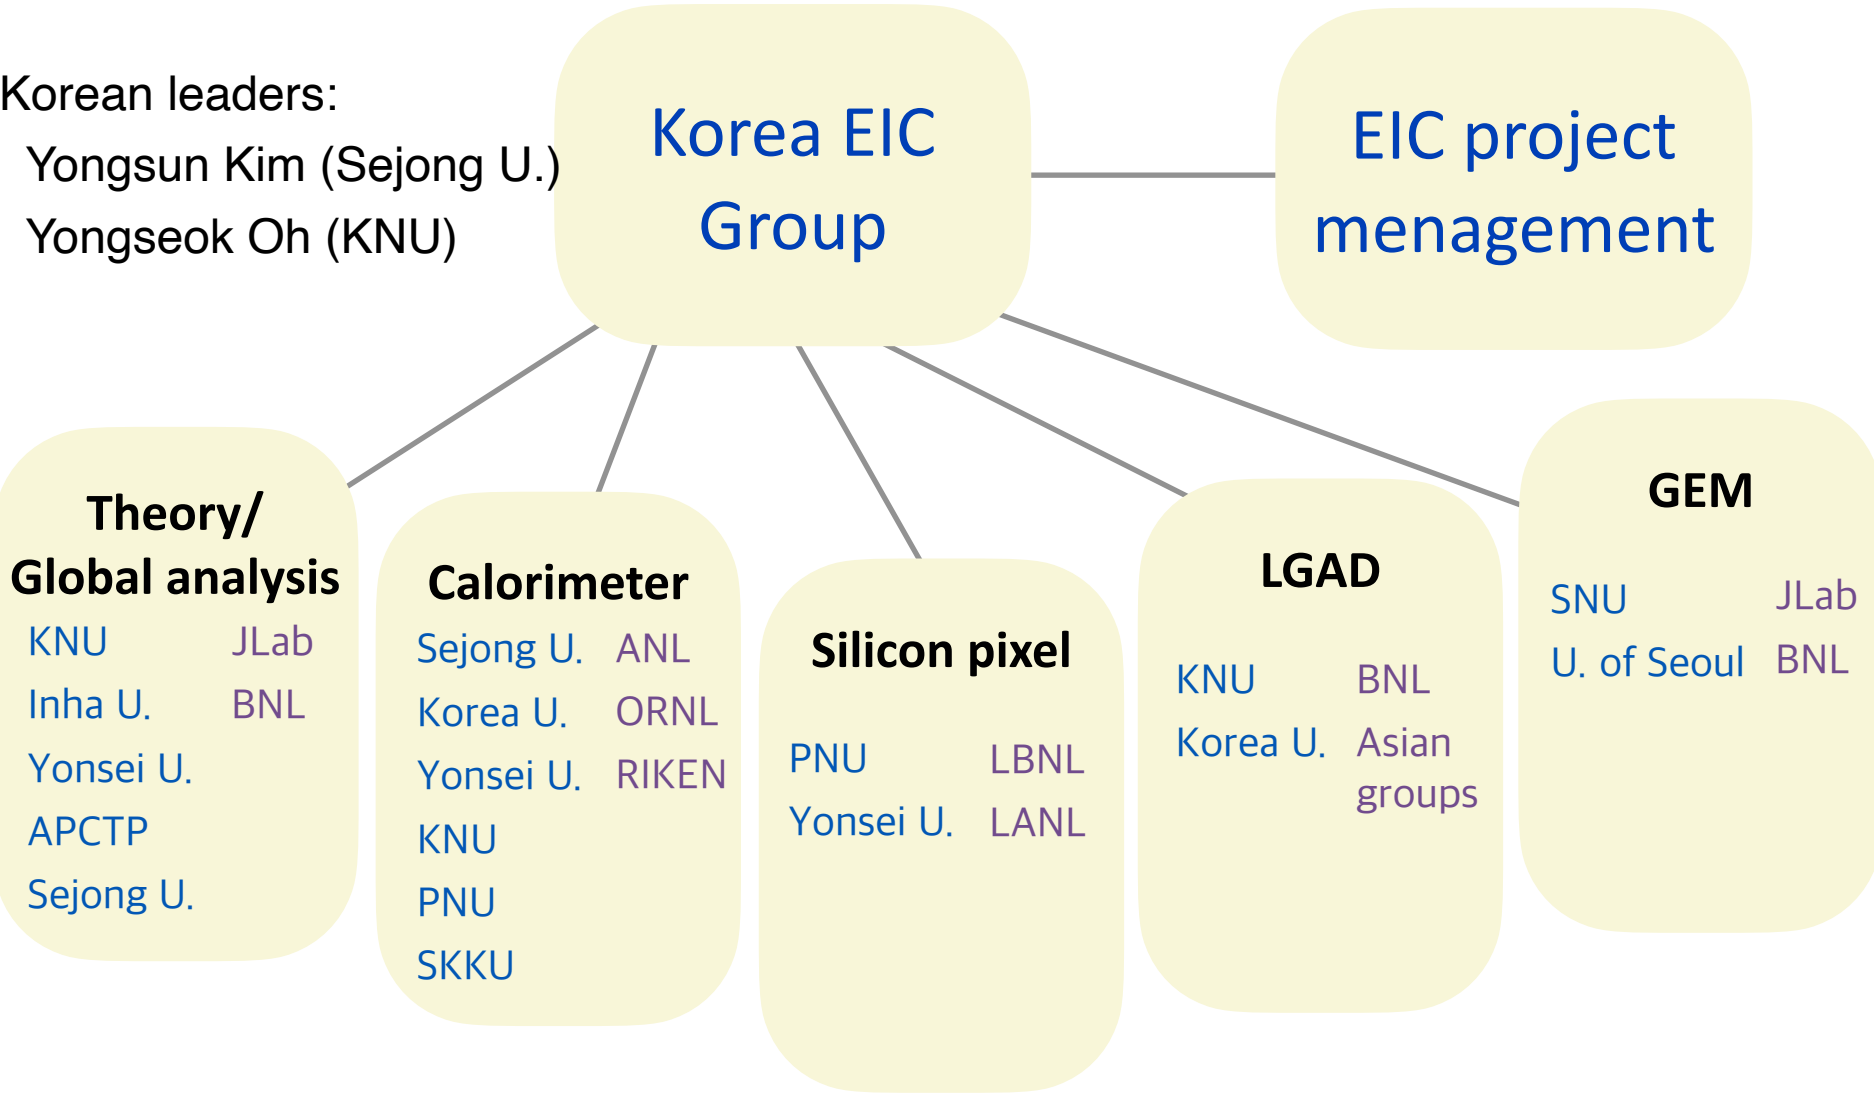 Korean leaders:
Yongsun Kim (Sejong U.)
Yongseok Oh (KNU)
Korea EIC
Group
EIC project
menagement
Theory/
Global analysis
KNU JLab
Inha U. BNL
Yonsei U.
APCTP
Sejong U.
Calorimeter
Sejong U. ANL
Korea U. ORNL
Yonsei U. RIKEN
KNU
PNU
SKKU
Silicon pixel
PNU LBNL
Yonsei U. LANL
LGAD
KNU BNL
Korea U. Asian
groups
GEM
SNU JLab
U. of Seoul BNL